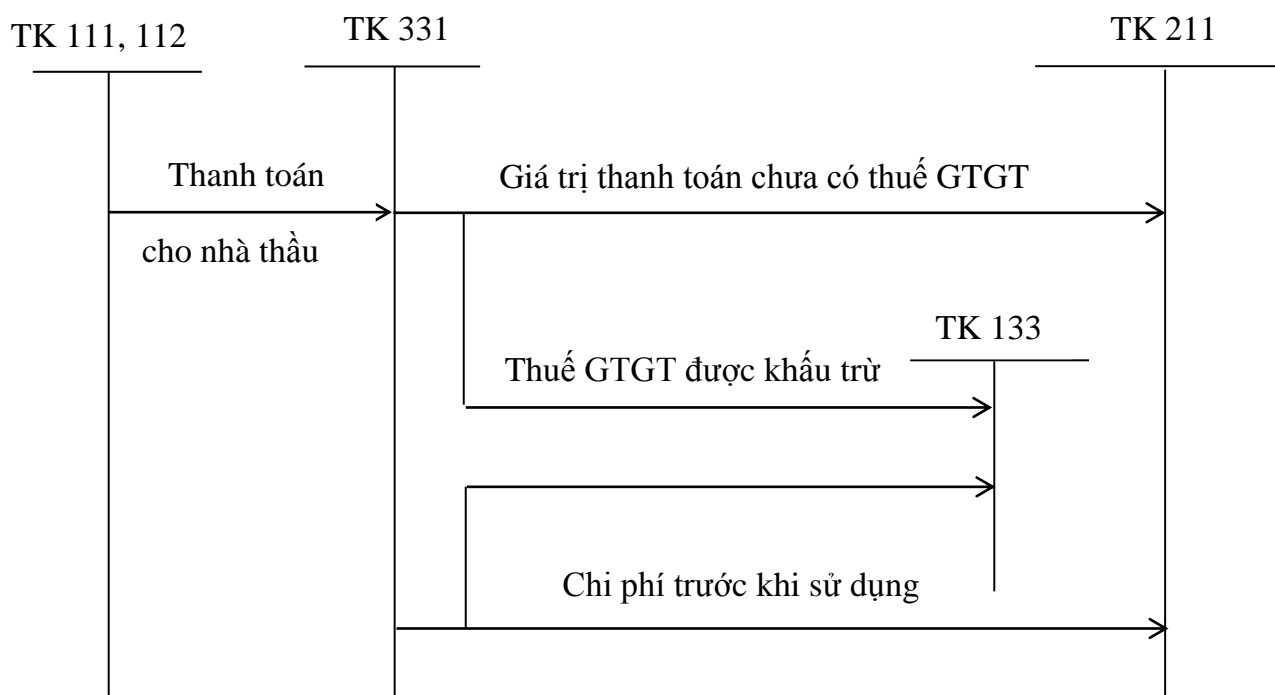 TK 111, 112
TK 331
TK 211
Thanh toán
cho nhà thầu
Giá trị thanh toán chưa có thuế GTGT
TK 133
Thuế GTGT được khấu trừ
Chi phí trước khi sử dụng